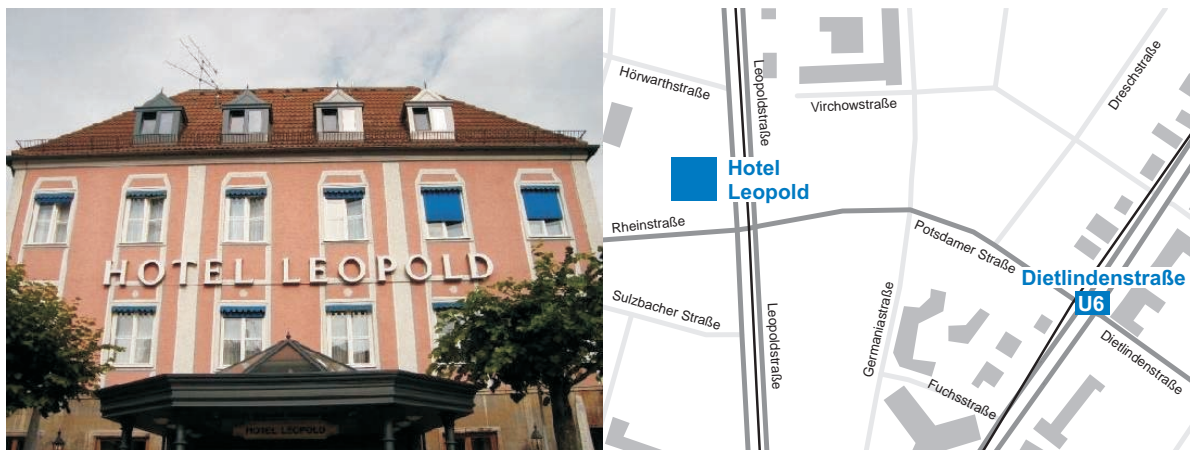 HOTEL LEOPOLD
HOTEL LEOPOLD
Hörwarthstraße
Leopoldstraße
Virchowstraße
Dreschstraße
Hotel
Leopold
Rheinstraße
Potsdamer Straße
Dietlindenstraße
U6
Sulzbacher Straße
Leopoldstraße
Germaniastraße
Dietlindenstraße
Fuchsstraße